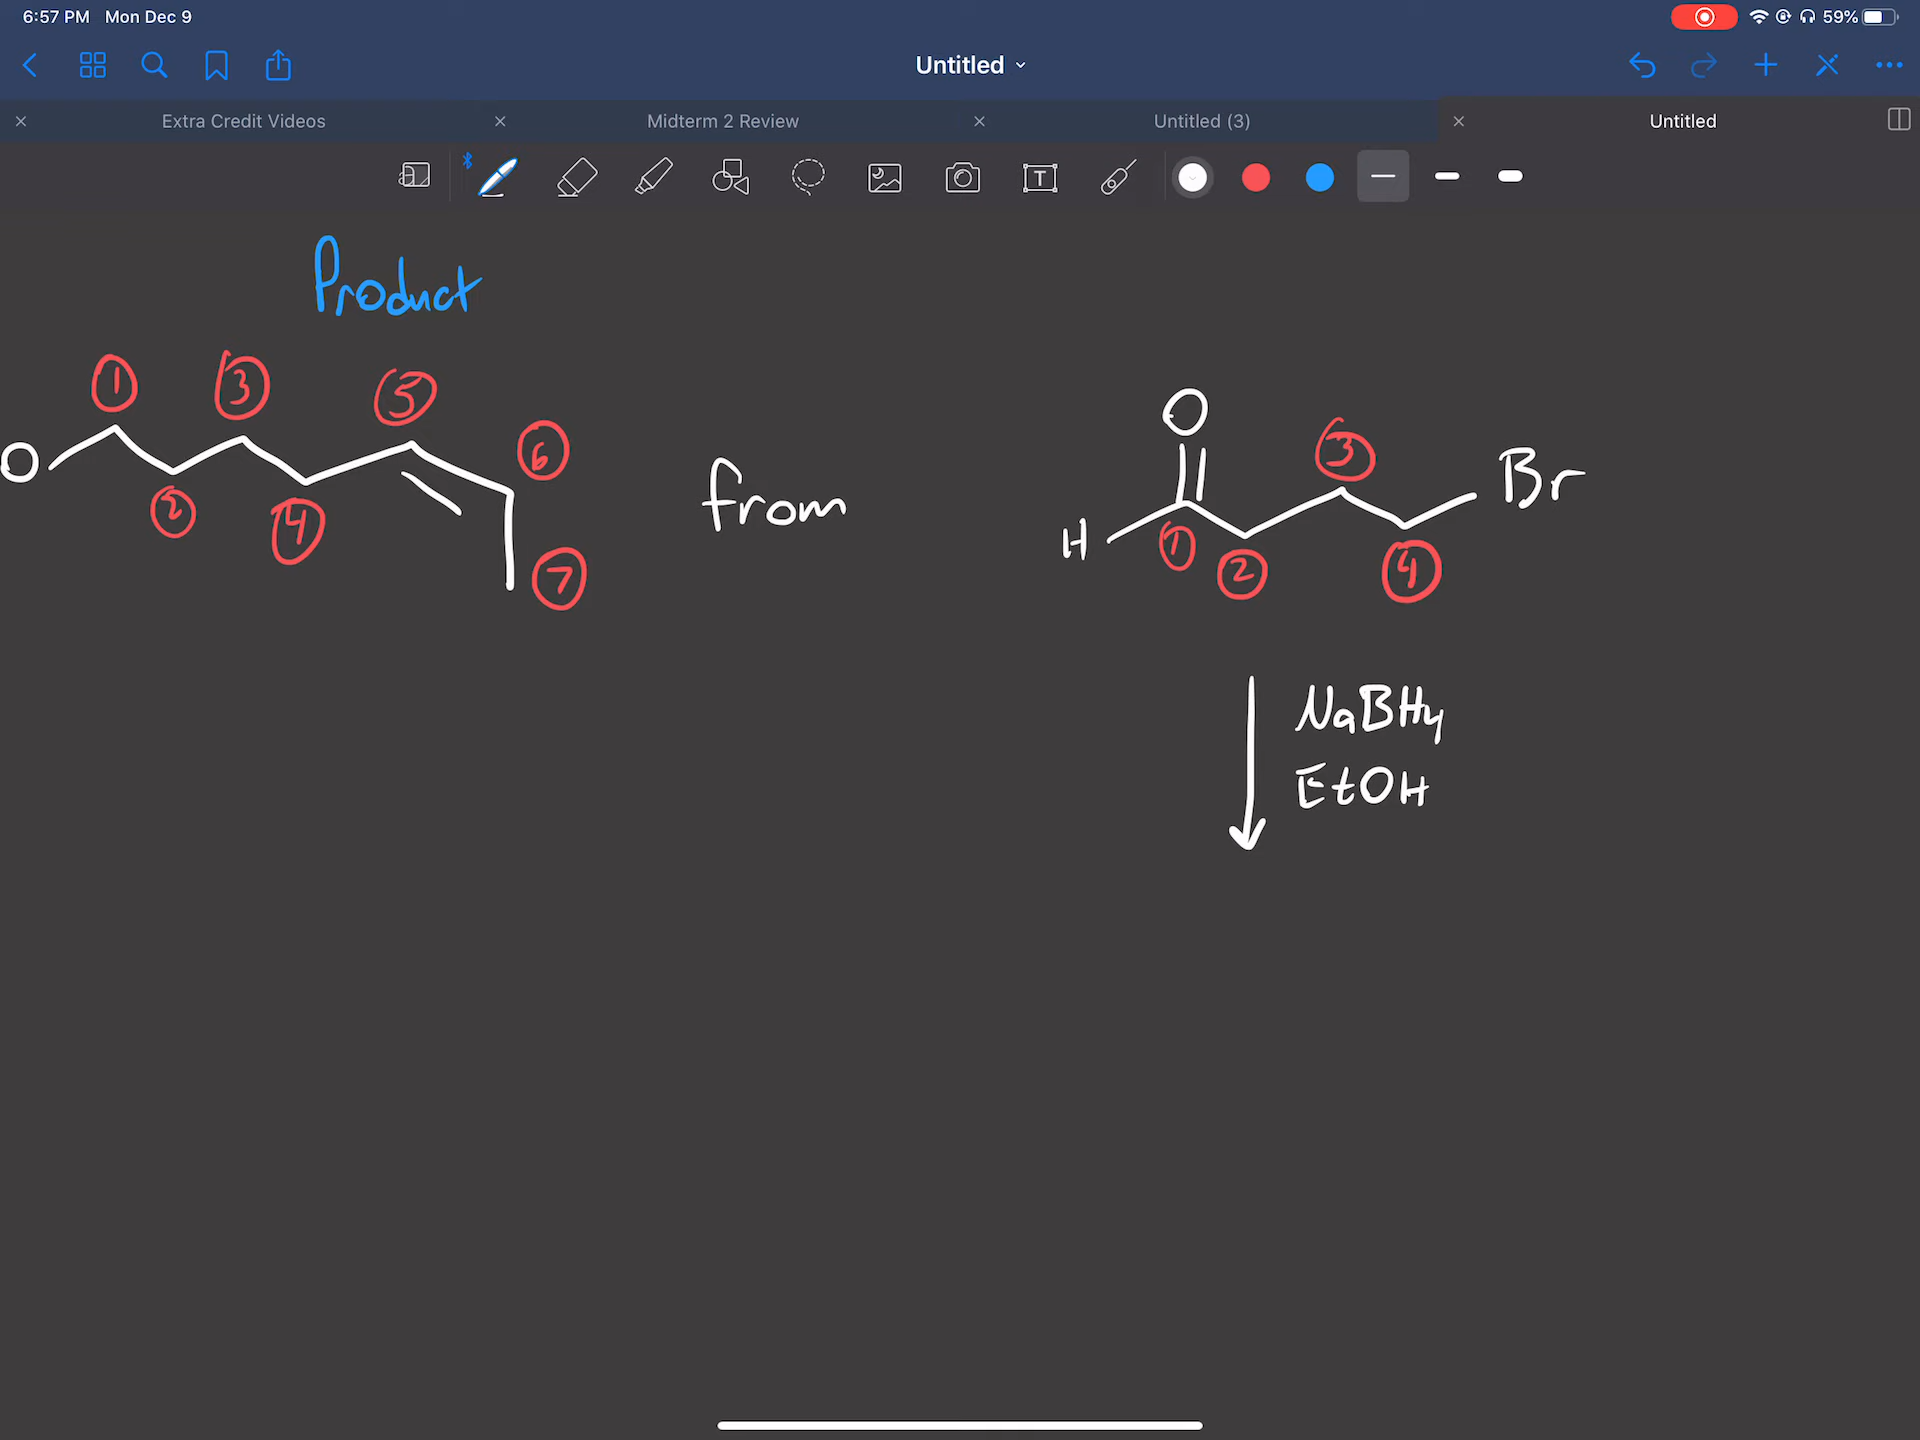 6:57 PM Mon Dec 9
59%
Untitled
Extra Credit Videos
Midterm 2 Review
Untitled (3)
Untitled
T
Product
1 3 5
O
6
2 4
7
from
O
3
Br
H
1
2
4
NaBH4
EtOH